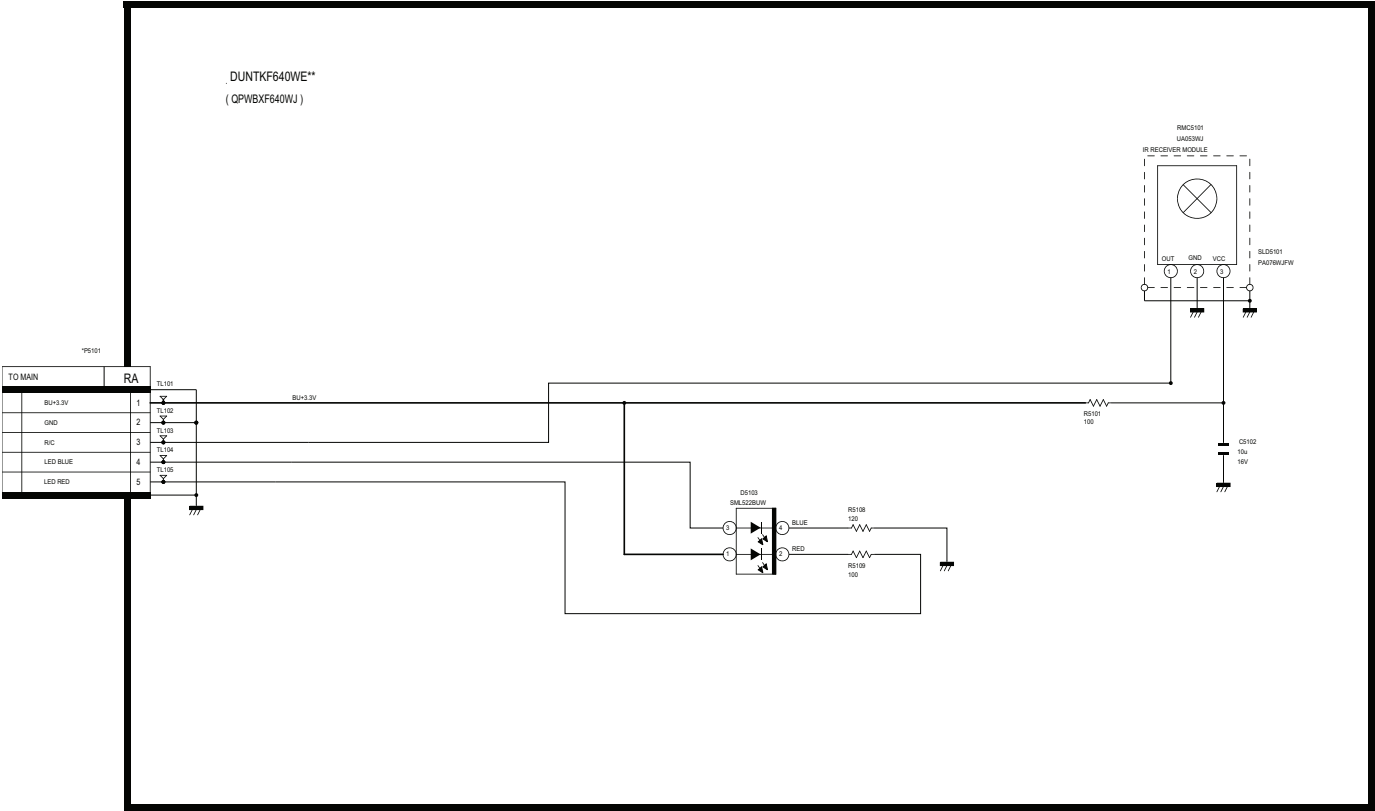 DUNTKF640WE**
( QPWBXF640WJ )
RMC5101
UA053WJ
IR RECEIVER MODULE
OUT GND VCC
1 2 3
SLD5101
PA076WJFW
*P5101
TO MAIN RA
TL101
BU+3.3V 1
BU+3.3V
TL102
GND 2
TL103
R/C 3
TL104
LED BLUE 4
TL105
LED RED 5
R5101
100
C5102
10u
16V
D5103
SML522BUW
3 4 BLUE
1 2 RED
R5108
120
R5109
100